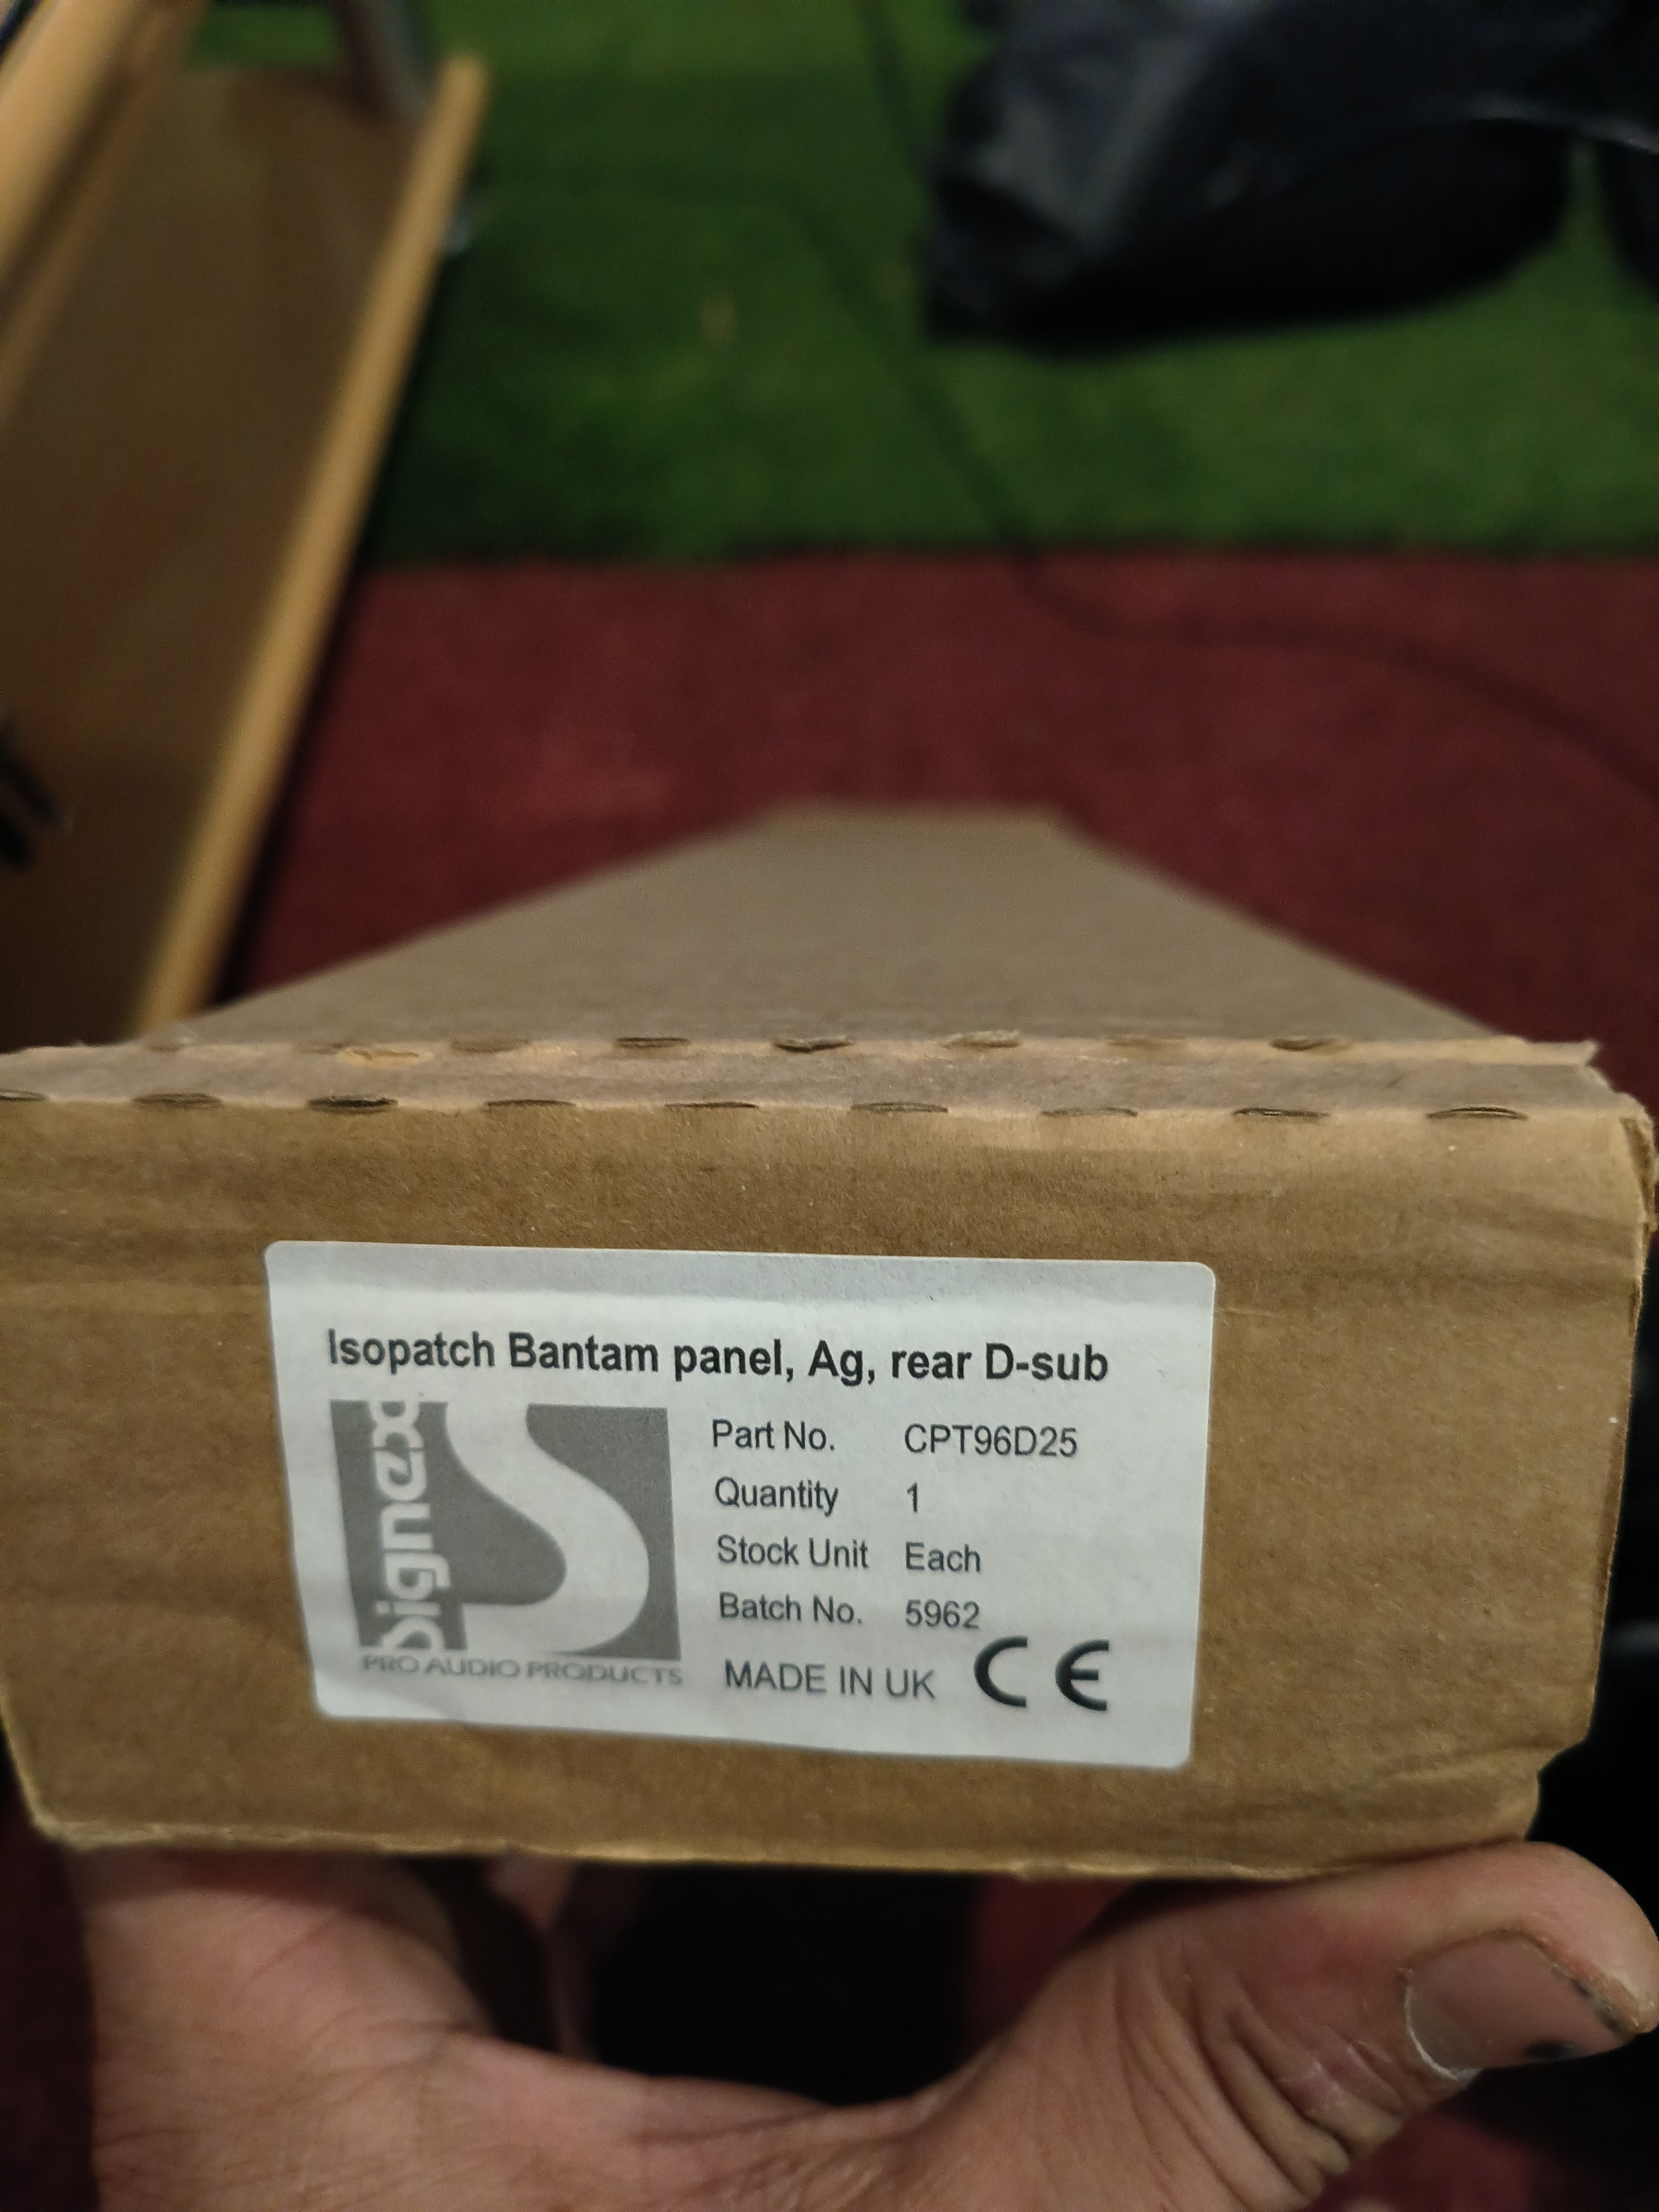 Isopatch Bantam panel, Ag, rear D-sub
Signex
PRO AUDIO PRODUCTS
Part No. CPT96D25
Quantity 1
Stock Unit Each
Batch No. 5962
MADE IN UK CE